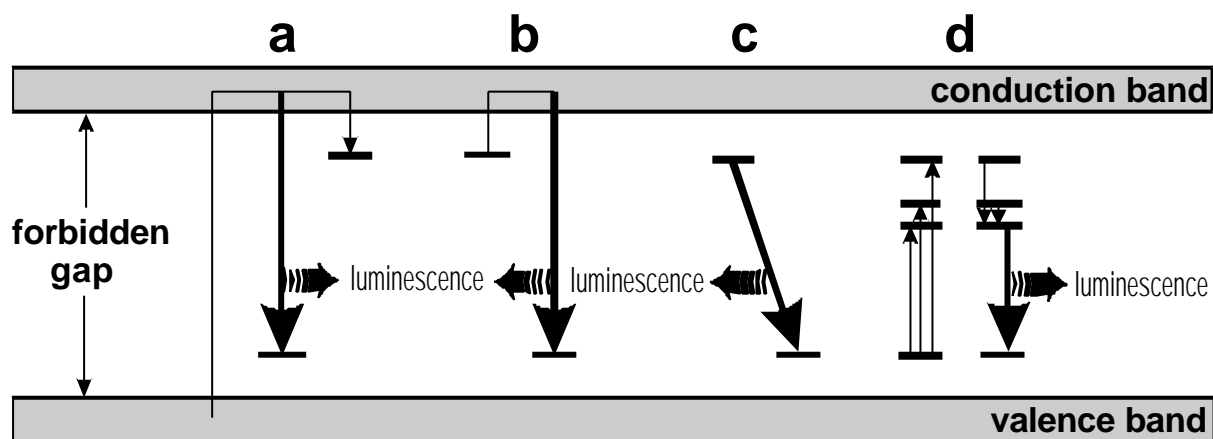 a b c d
conduction band
forbidden
gap
luminescence luminescence luminescence
valence band